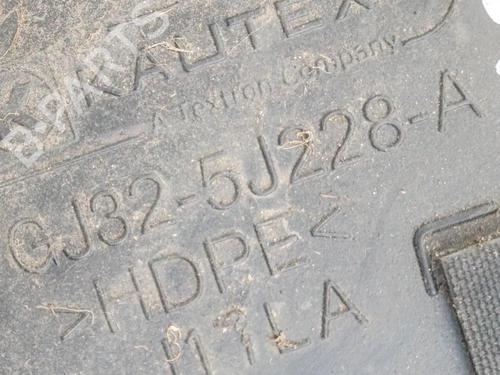 B-PARTS
KAUTEX
A Textron Company
GJ32-5J228-A
>HDPE<